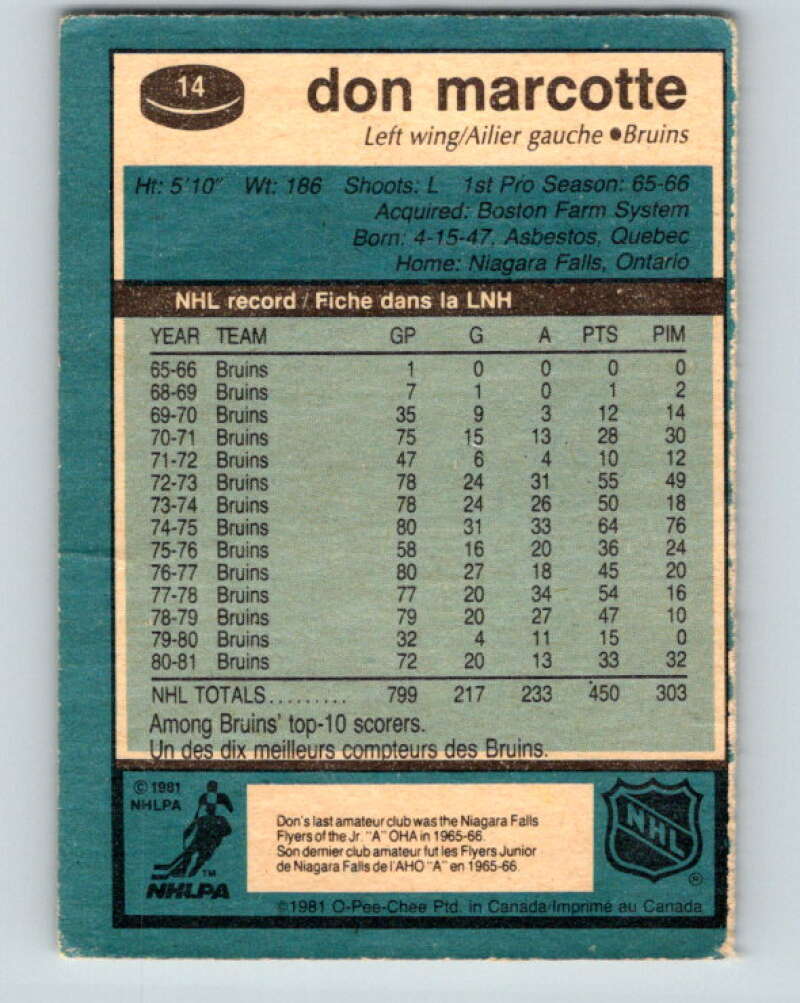 14
don marcotte
Left wing/Ailier gauche ●Bruins
Ht: 5'10" Wt: 186 Shoots: L 1st Pro Season: 65-66
Acquired: Boston Farm System
Born: 4-15-47, Asbestos, Quebec
Home: Niagara Falls, Ontario
NHL record / Fiche dans la LNH
YEAR TEAM GP G A PTS PIM
65-66 Bruins 1 0 0 0 0
68-69 Bruins 7 1 0 1 2
69-70 Bruins 35 9 3 12 14
70-71 Bruins 75 15 13 28 30
71-72 Bruins 47 6 4 10 12
72-73 Bruins 78 24 31 55 49
73-74 Bruins 78 24 26 50 18
74-75 Bruins 80 31 33 64 76
75-76 Bruins 58 16 20 36 24
76-77 Bruins 80 27 18 45 20
77-78 Bruins 77 20 34 54 16
78-79 Bruins 79 20 27 47 10
79-80 Bruins 32 4 11 15 0
80-81 Bruins 72 20 13 33 32
NHL TOTALS......... 799 217 233 450 303
Among Bruins' top-10 scorers.
Un des dix meilleurs compteurs des Bruins.
© 1981
NHLPA
Don's last amateur club was the Niagara Falls
Flyers of the Jr. "A" OHA in 1965-66.
Son dernier club amateur fut les Flyers Junior
de Niagara Falls de l'AHO "A" en 1965-66.
TM
NHLPA
NHL
®
©1981 O-Pee-Chee Ptd. in Canada/Imprimé au Canada